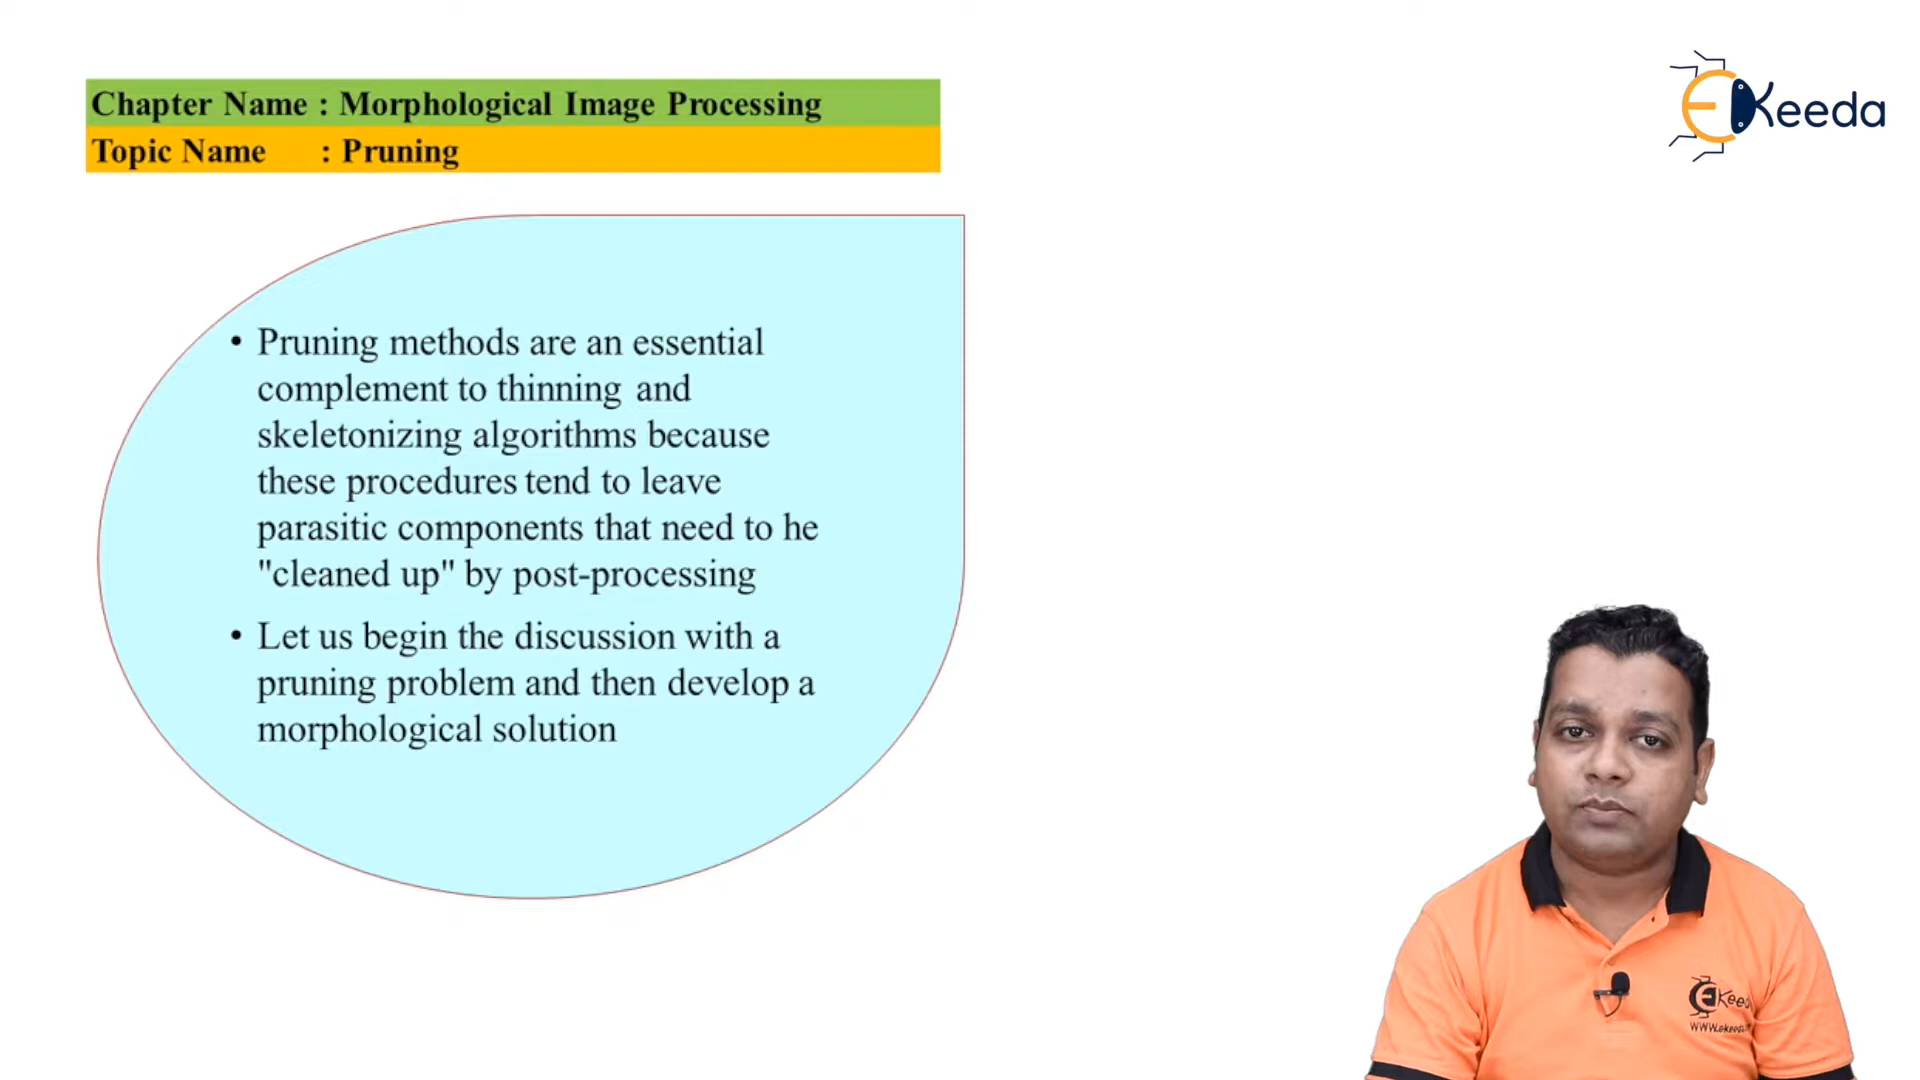 Chapter Name : Morphological Image Processing
Topic Name : Pruning
EKeeda
• Pruning methods are an essential
complement to thinning and
skeletonizing algorithms because
these procedures tend to leave
parasitic components that need to he
"cleaned up" by post-processing
• Let us begin the discussion with a
pruning problem and then develop a
morphological solution